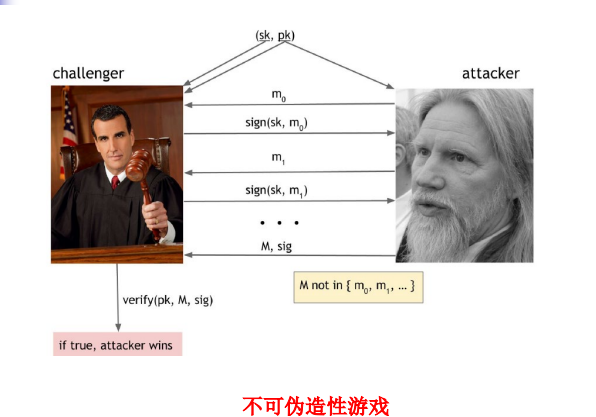 (sk, pk)
challenger
attacker
m0
sign(sk, m0)
m1
sign(sk, m1)
...
M, sig
M not in { m0, m1, ... }
verify(pk, M, sig)
if true, attacker wins
不可伪造性游戏